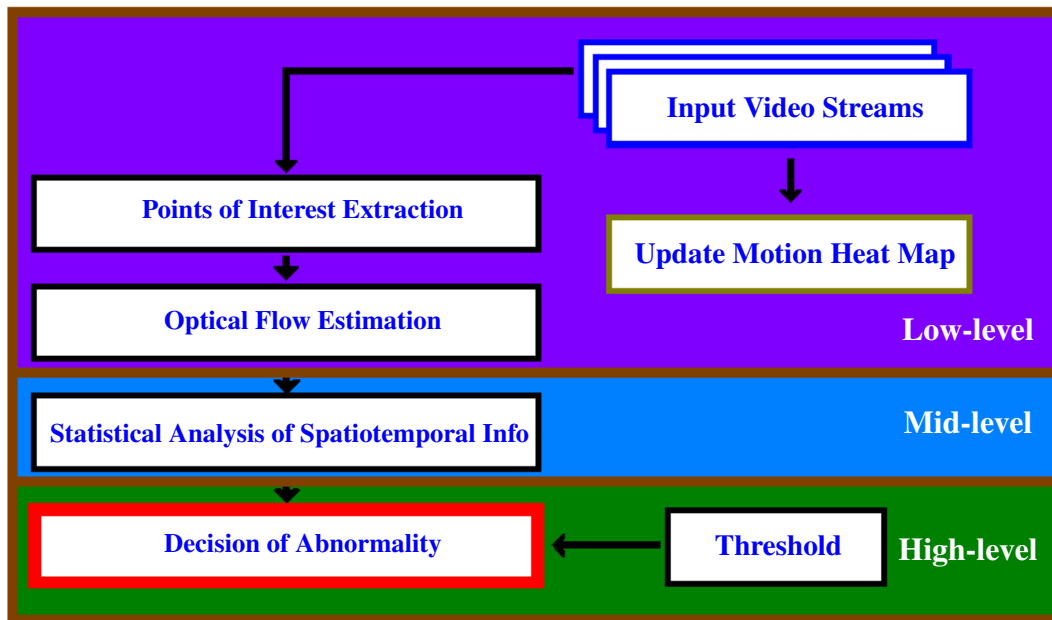 Input Video Streams
Points of Interest Extraction
Update Motion Heat Map
Optical Flow Estimation
Low-level
Statistical Analysis of Spatiotemporal Info
Mid-level
Decision of Abnormality
Threshold
High-level